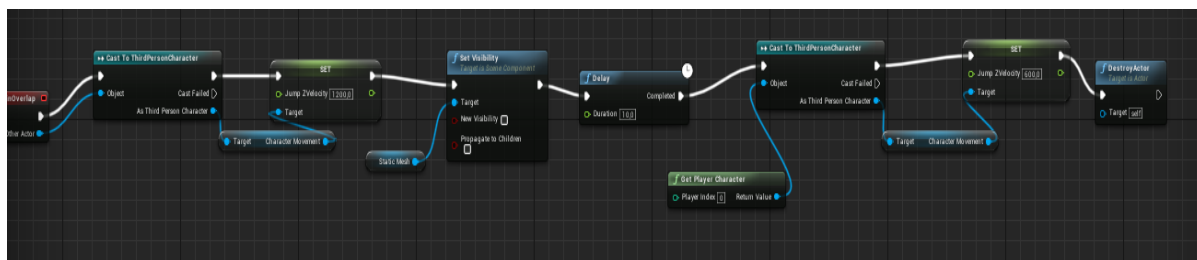 nOverlap
Other Actor
Cast To ThirdPersonCharacter
Object
Cast Failed
As Third Person Character
Target Character Movement
SET
Jump ZVelocity 1200,0
Target
Static Mesh
f Set Visibility
Target is Scene Component
Target
New Visibility
Propagate to Children
f Delay
Completed
Duration 10,0
f Get Player Character
Player Index 0 Return Value
Cast To ThirdPersonCharacter
Object
Cast Failed
As Third Person Character
Target Character Movement
SET
Jump ZVelocity 600,0
Target
f DestroyActor
Target is Actor
Target self